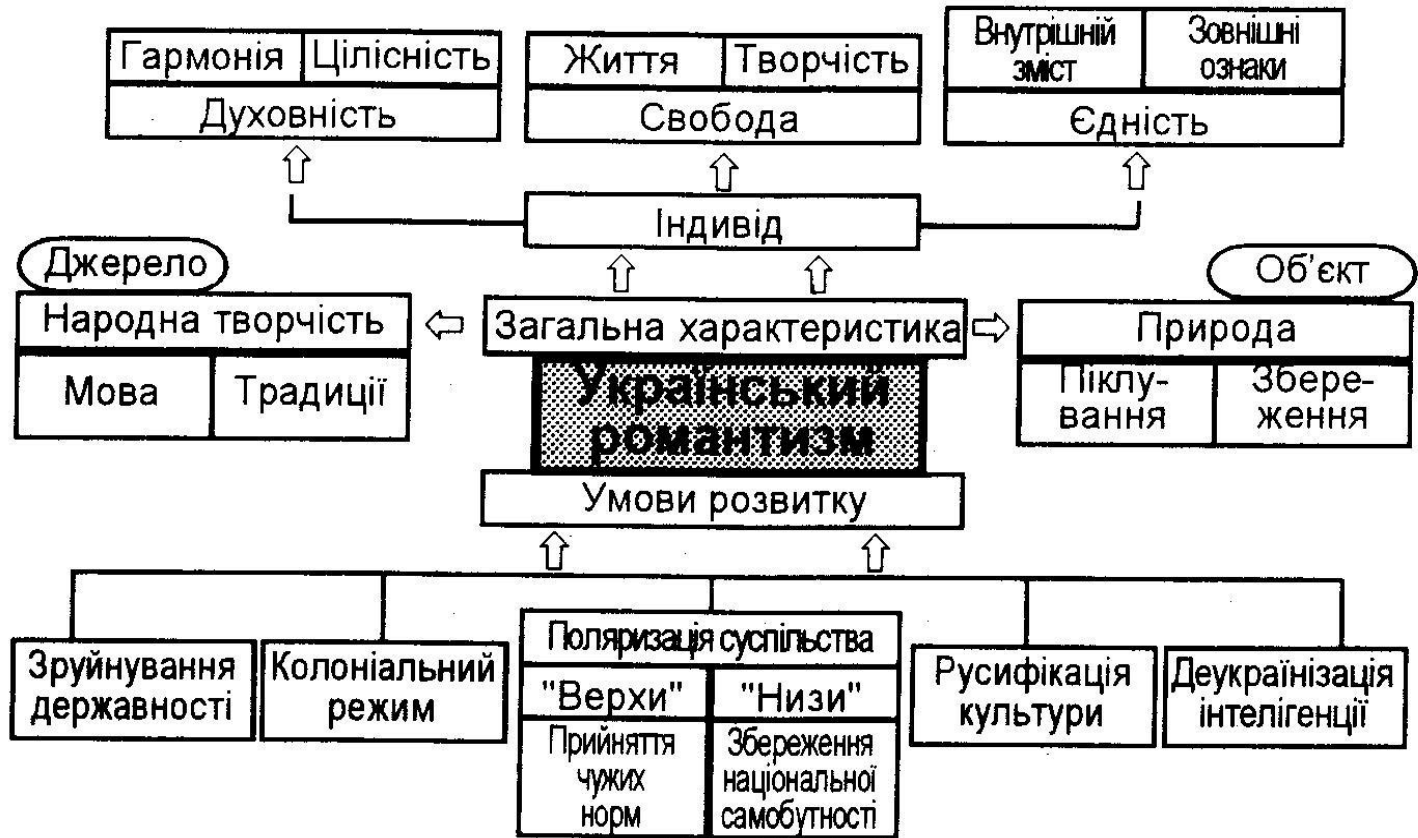 Гармонія
Цілісність
Духовність
Життя
Творчість
Свобода
Внутрішній
зміст
Зовнішні
ознаки
Єдність
Індивід
Джерело
Народна творчість
Мова
Традиції
Загальна характеристика
Об'єкт
Природа
Піклу-
вання
Збере-
ження
Український
романтизм
Умови розвитку
Зруйнування
державності
Колоніальний
режим
Поляризація суспільства
"Верхи"
Прийняття
чужих
норм
"Низи"
Збереження
національної
самобутності
Русифікація
культури
Деукраїнізація
інтелігенції